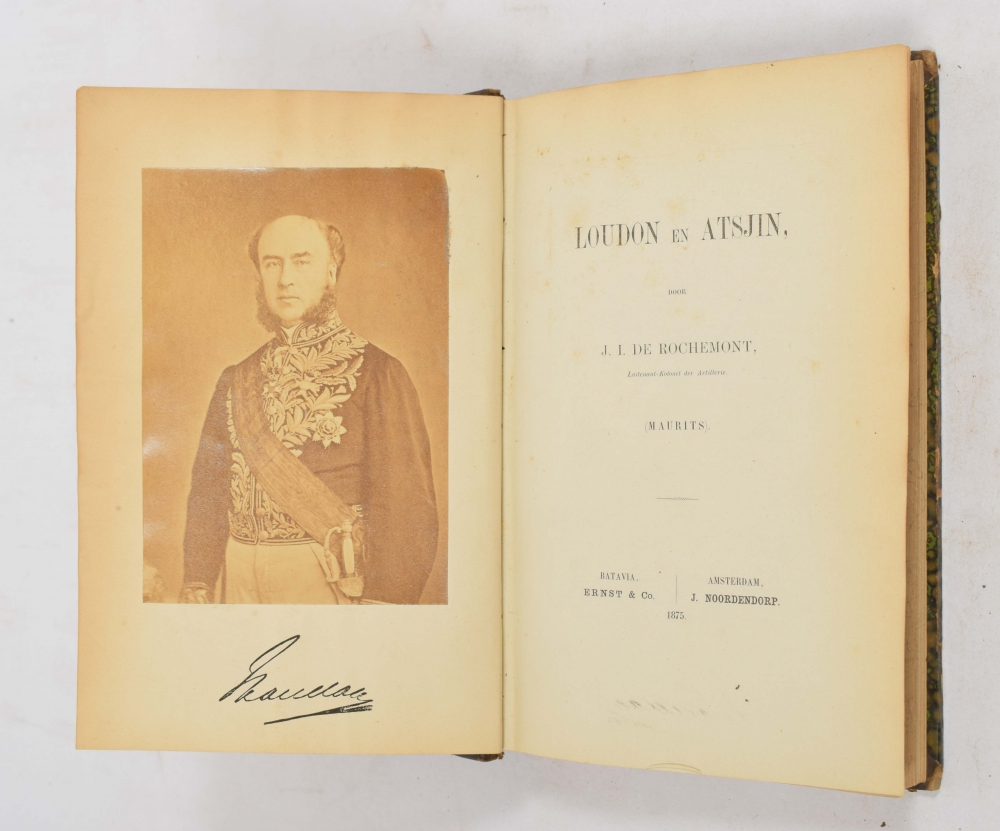 LOUDON EN ATSJIN,
DOOR
J. I. DE ROCHEMONT,
Luitenant-Kolonel der Artillerie.
(MAURITS).
BATAVIA,
ERNST & Co.
AMSTERDAM,
J. NOORDENDORP.
1875.